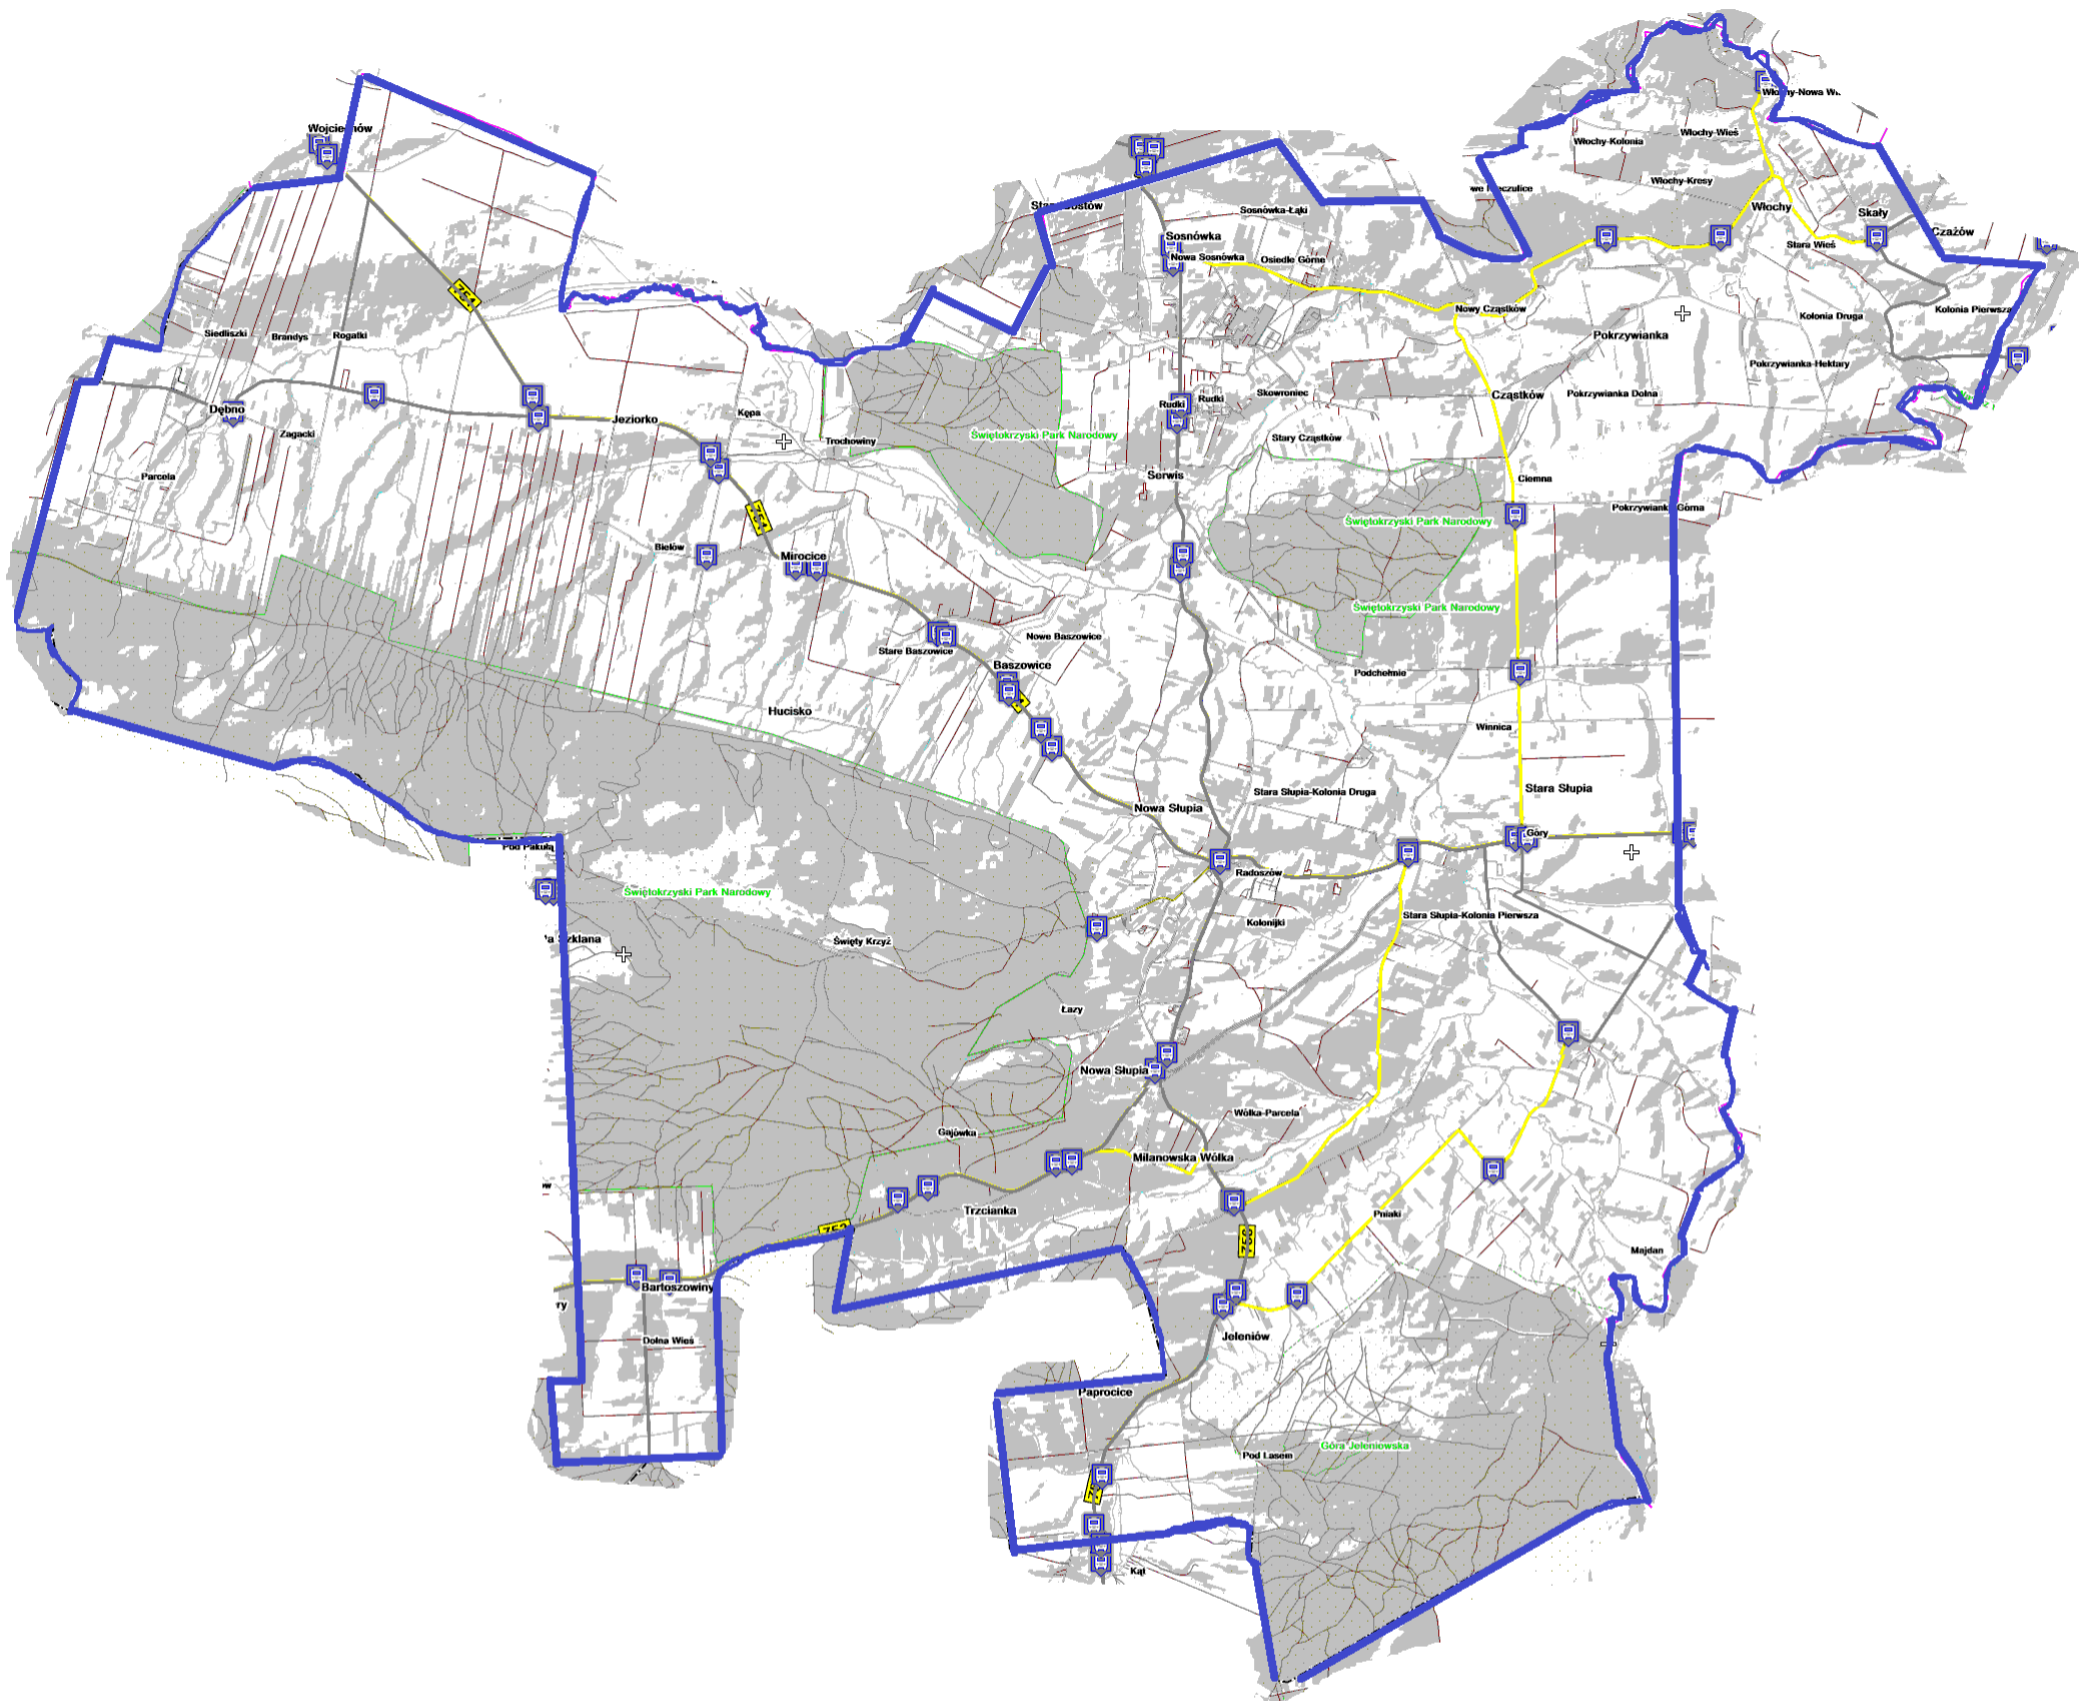 Włochy-Wieś
Włochy-Kolonia
Wojciechów
Włochy-Kresy
Sosnówka-Łąki
Włochy
Skały
Czażów
Sosnówka
Stara Wieś
Nowa Sosnówka
Osiedle Górne
754
Nowy Cząstków
Kolonia Pierwsza
Kolonia Druga
Siedliszki
Brandys
Rogalki
Pokrzywianka
Pokrzywianka-Hektary
Skowroniec
Pokrzywianka Dolna
Cząstków
Rudki
Rudki
Dębno
Kępa
Jeziorko
Zagacki
Trochowiny
Świętokrzyski Park Narodowy
Stary Cząstków
Parcela
Serwis
Ciemna
Pokrzywianka Górna
754
Świętokrzyski Park Narodowy
Bielów
Mirocice
Świętokrzyski Park Narodowy
Nowe Baszowice
Stare Baszowice
Baszowice
Podchełmie
Hucisko
Winnica
Stara Słupia
Stara Słupia-Kolonia Druga
Nowa Słupia
Góry
Pod Pakułą
Radoszów
Świętokrzyski Park Narodowy
Stara Słupia-Kolonia Pierwsza
Kolonijki
Święty Krzyż
Łazy
Nowa Słupia
Wólka-Parcela
Gajówka
Milanowska Wólka
Trzcianka
Pniaki
Majdan
Bartoszowiny
Dolna Wieś
Jeleniów
Paprocice
Góra Jeleniowska
Pod Lasem
Kąt